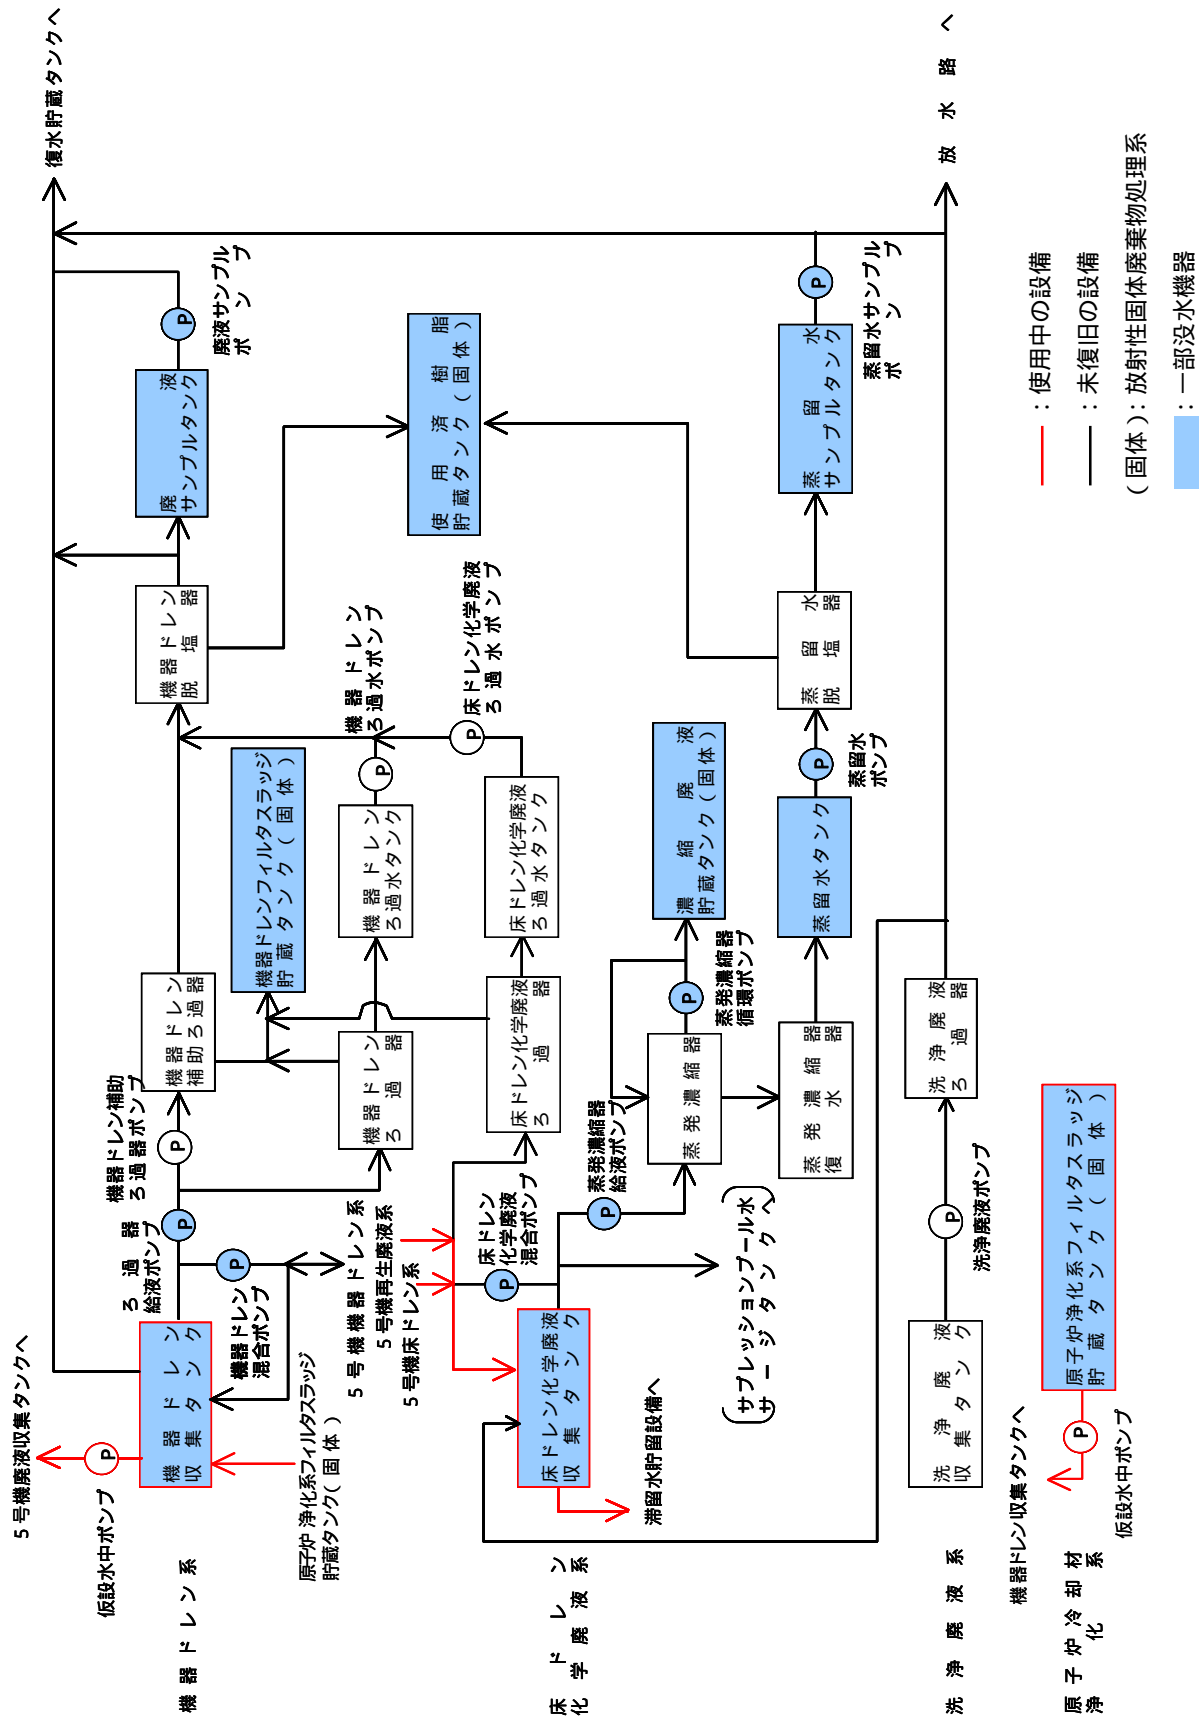 5号機廃液収集タンクへ
復水貯蔵タンクへ
P
仮設水中ポンプ
機器ドレン系
機器ドレン
収集タンク
ろ過器
給液ポンプ
P
機器ドレン補助
ろ過器ポンプ
P
機器ドレン
補助ろ過器
機器ドレン
脱塩器
廃液
サンプルタンク
P
廃液サンプル
ポンプ
P
機器ドレン
混合ポンプ
原子炉浄化系フィルタスラッジ
貯蔵タンク(固体)
機器ドレンフィルタスラッジ
貯蔵タンク(固体)
機器ドレン
ろ過器
機器ドレン
ろ過水タンク
P
機器ドレン
ろ過水ポンプ
使用済樹脂
貯蔵タンク(固体)
5号機機器ドレン系
5号機再生廃液系
5号機床ドレン系
床ドレン化学廃液
ろ過器
床ドレン化学廃液
ろ過水タンク
P
床ドレン化学廃液
ろ過水ポンプ
床ドレン
化学廃液系
床ドレン化学廃液
収集タンク
P
床ドレン
化学廃液
混合ポンプ
滞留水貯留設備へ
P
蒸発濃縮器
給液ポンプ
蒸発濃縮器
P
蒸発濃縮器
循環ポンプ
濃縮廃液
貯蔵タンク(固体)
サプレッションプール水
サージタンクへ
蒸発濃縮器
復水器
蒸留水タンク
P
蒸留水
ポンプ
蒸留水
脱塩器
蒸留水
サンプルタンク
P
蒸留水サンプル
ポンプ
洗浄廃液系
洗浄廃液
収集タンク
P
洗浄廃液ポンプ
洗浄廃液
ろ過器
放水路へ
機器ドレン収集タンクへ
原子炉冷却材
浄化系
P
仮設水中ポンプ
原子炉浄化系フィルタスラッジ
貯蔵タンク(固体)
:使用中の設備
:未復旧の設備
(固体):放射性固体廃棄物処理系
:一部没水機器